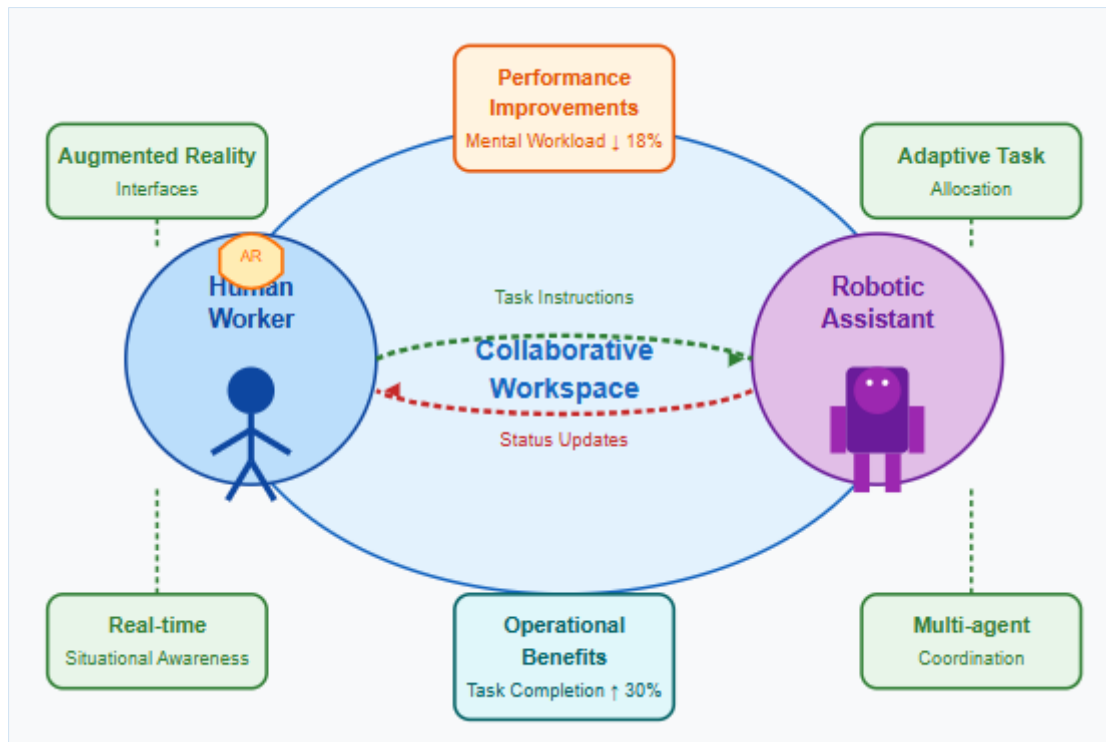 Performance
Improvements
Mental Workload ↓ 18%
Augmented Reality
Interfaces
Adaptive Task
Allocation
AR
Human
Worker
Robotic
Assistant
Task Instructions
Collaborative
Workspace
Status Updates
Real-time
Situational Awareness
Operational
Benefits
Task Completion ↑ 30%
Multi-agent
Coordination